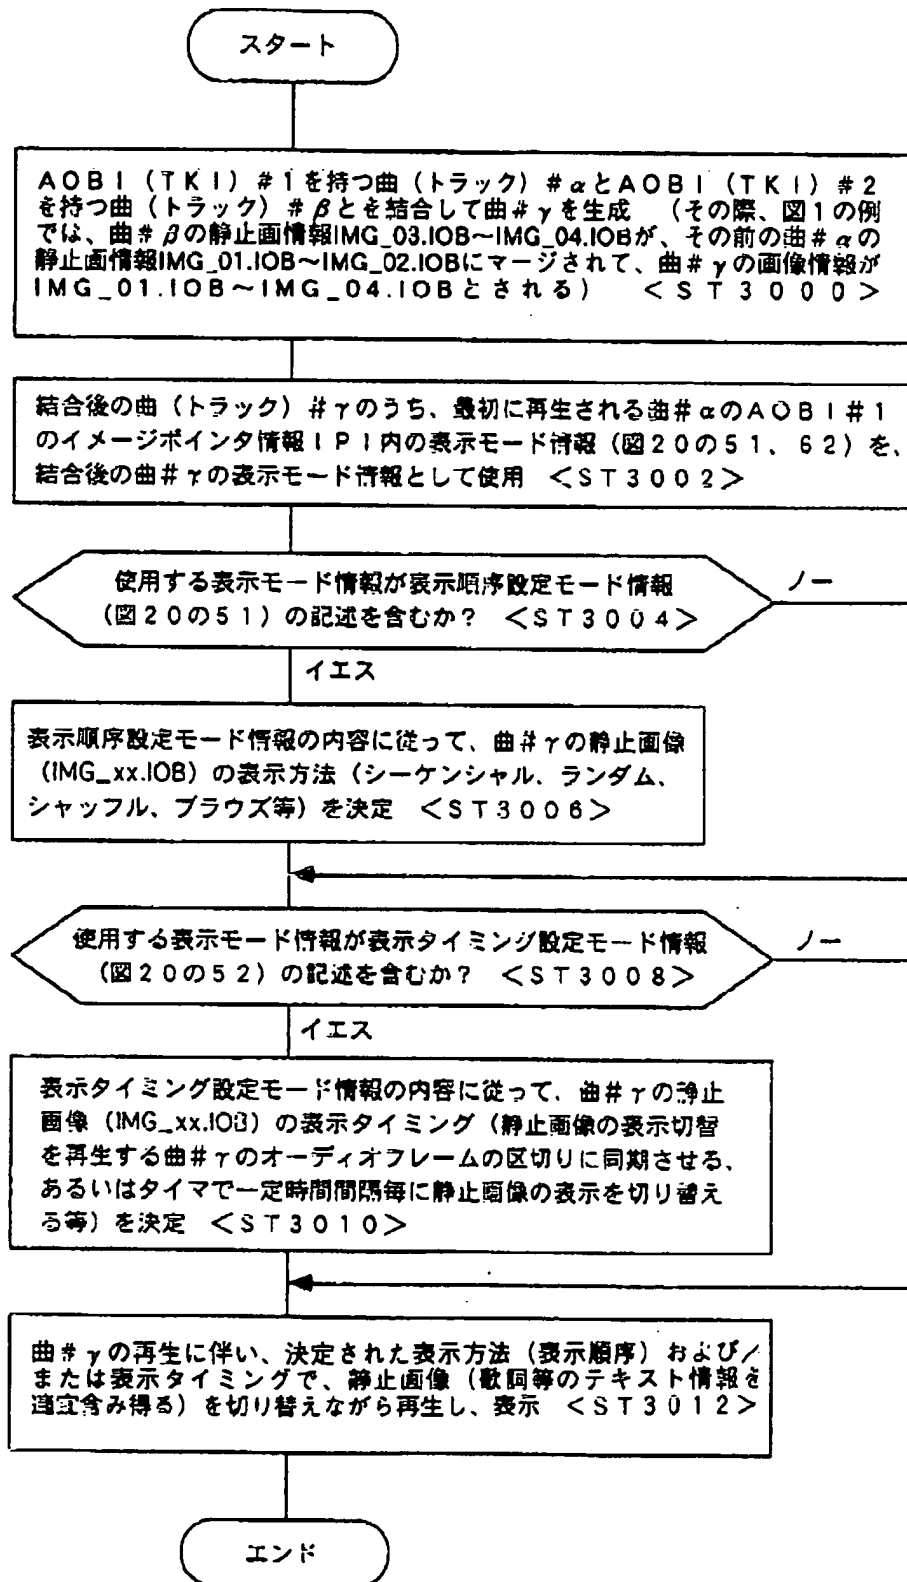 スタート
AOBI(TKI)#1を持つ曲(トラック)#αとAOBI(TKI)#2
を持つ曲(トラック)#βとを結合して曲#γを生成 (その際、図1の例
では、曲#βの静止画情報IMG_03.IOB~IMG_04.IOBが、その前の曲#αの
静止画情報IMG_01.IOB~IMG_02.IOBにマージされて、曲#γの画像情報が
IMG_01.IOB~IMG_04.IOBとされる) <ST3000>
結合後の曲(トラック)#γのうち、最初に再生される曲#αのAOBI#1
のイメージポインタ情報IPI内の表示モード情報(図20の51、62)を、
結合後の曲#γの表示モード情報として使用 <ST3002>
使用する表示モード情報が表示順序設定モード情報
(図20の51)の記述を含むか? <ST3004>
ノー
イエス
表示順序設定モード情報の内容に従って、曲#γの静止画像
(IMG_xx.IOB)の表示方法(シーケンシャル、ランダム、
シャッフル、ブラウズ等)を決定 <ST3006>
使用する表示モード情報が表示タイミング設定モード情報
(図20の52)の記述を含むか? <ST3008>
ノー
イエス
表示タイミング設定モード情報の内容に従って、曲#γの静止
画像(IMG_xx.IOB)の表示タイミング(静止画像の表示切替
を再生する曲#γのオーディオフレームの区切りに同期させる、
あるいはタイマで一定時間間隔毎に静止画像の表示を切り替え
る等)を決定 <ST3010>
曲#γの再生に伴い、決定された表示方法(表示順序)および/
または表示タイミングで、静止画像(歌詞等のテキスト情報を
適宜含み得る)を切り替えながら再生し、表示 <ST3012>
エンド